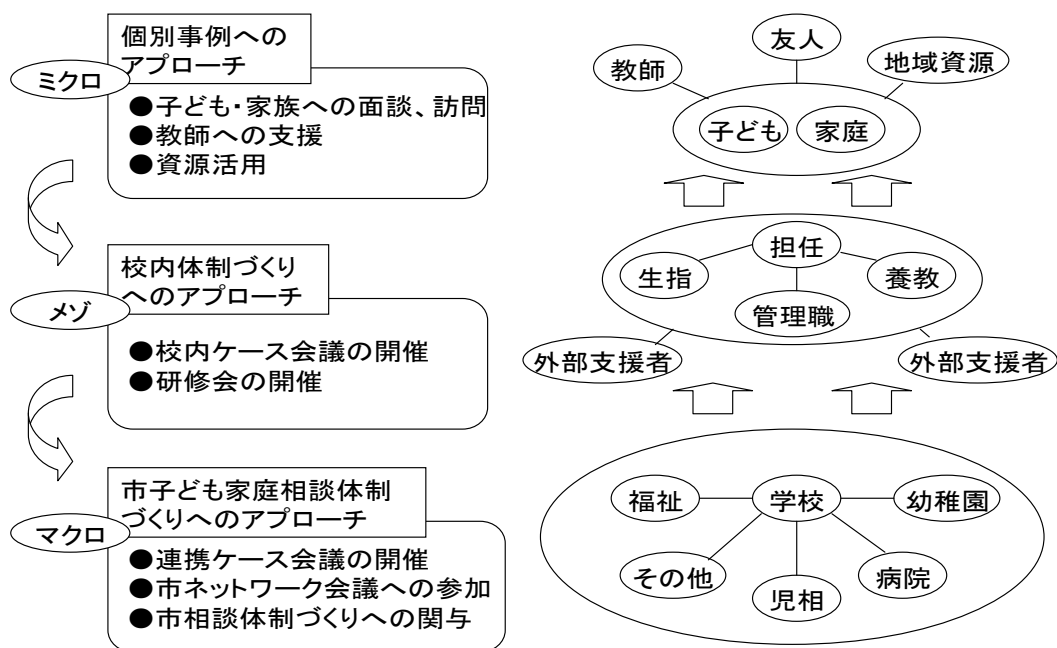 個別事例への
アプローチ
ミクロ
●子ども・家族への面談、訪問
●教師への支援
●資源活用
校内体制づくり
へのアプローチ
メゾ
●校内ケース会議の開催
●研修会の開催
市子ども家庭相談体制
づくりへのアプローチ
マクロ
●連携ケース会議の開催
●市ネットワーク会議への参加
●市相談体制づくりへの関与
友人
教師
地域資源
子ども
家庭
担任
生指
養教
管理職
外部支援者
外部支援者
福祉
学校
幼稚園
その他
児相
病院